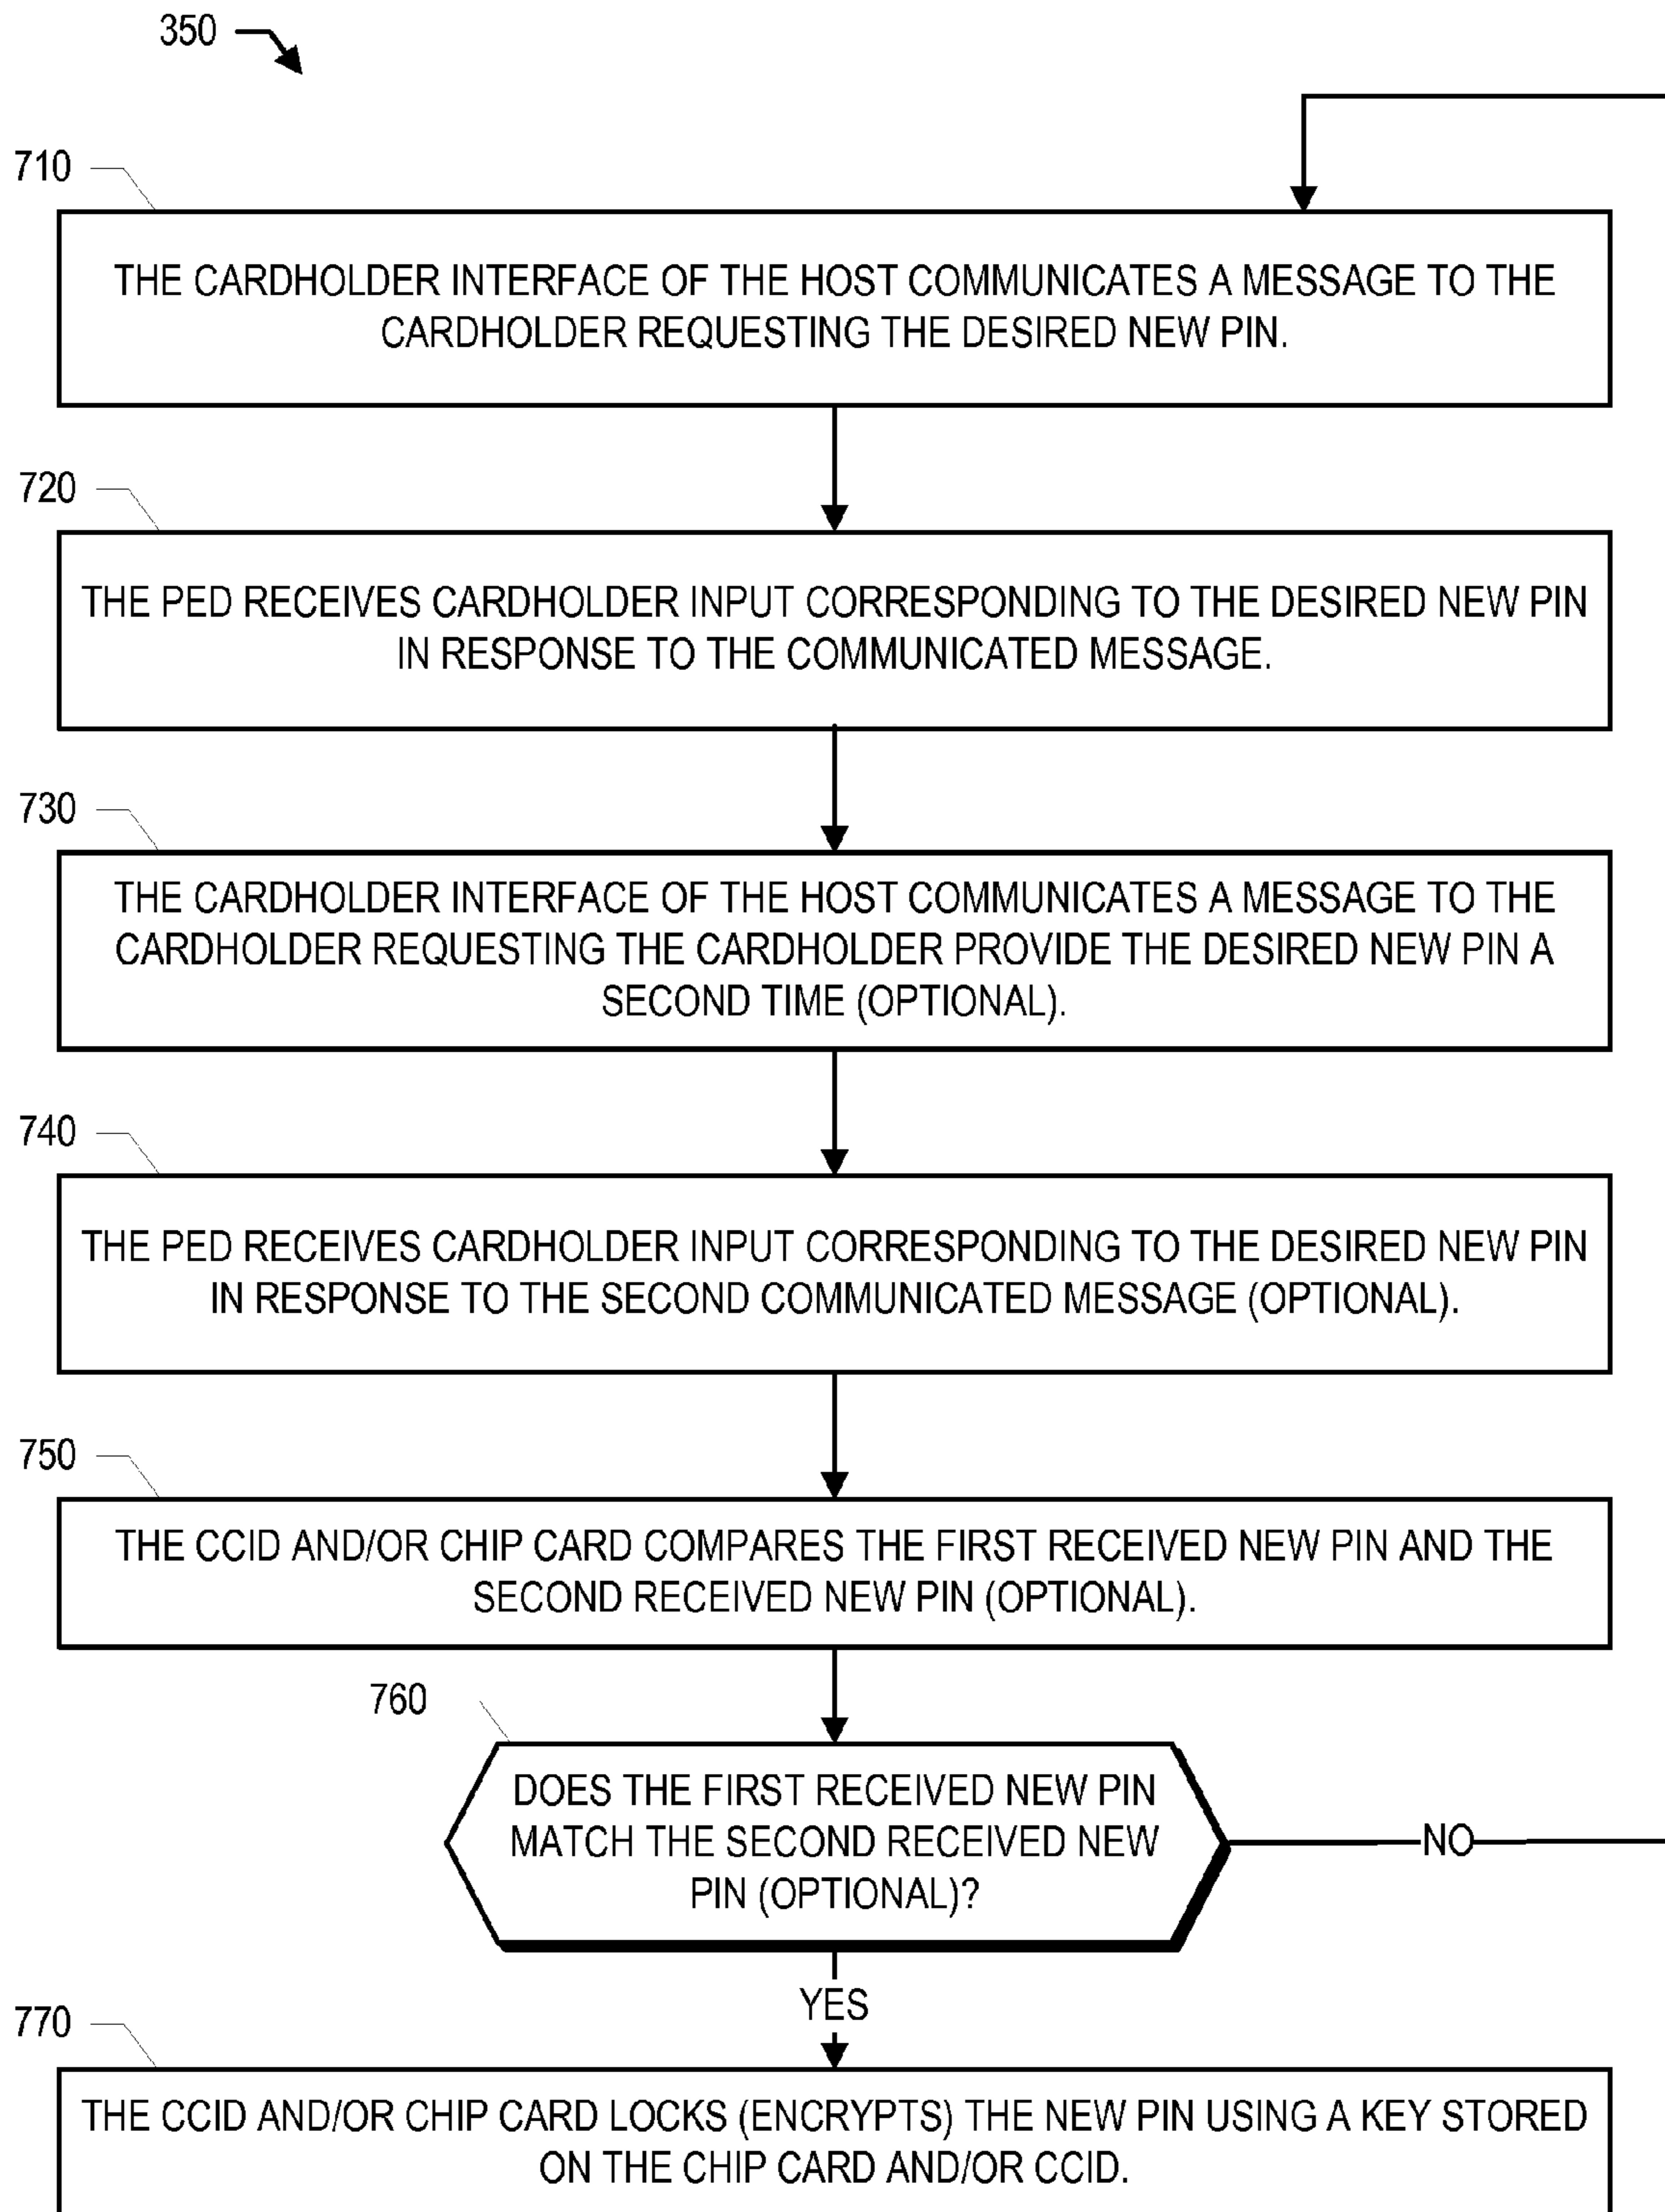 350
710
THE CARDHOLDER INTERFACE OF THE HOST COMMUNICATES A MESSAGE TO THE
CARDHOLDER REQUESTING THE DESIRED NEW PIN.
720
THE PED RECEIVES CARDHOLDER INPUT CORRESPONDING TO THE DESIRED NEW PIN
IN RESPONSE TO THE COMMUNICATED MESSAGE.
730
THE CARDHOLDER INTERFACE OF THE HOST COMMUNICATES A MESSAGE TO THE
CARDHOLDER REQUESTING THE CARDHOLDER PROVIDE THE DESIRED NEW PIN A
SECOND TIME (OPTIONAL).
740
THE PED RECEIVES CARDHOLDER INPUT CORRESPONDING TO THE DESIRED NEW PIN
IN RESPONSE TO THE SECOND COMMUNICATED MESSAGE (OPTIONAL).
750
THE CCID AND/OR CHIP CARD COMPARES THE FIRST RECEIVED NEW PIN AND THE
SECOND RECEIVED NEW PIN (OPTIONAL).
760
DOES THE FIRST RECEIVED NEW PIN
MATCH THE SECOND RECEIVED NEW
PIN (OPTIONAL)?
NO
YES
770
THE CCID AND/OR CHIP CARD LOCKS (ENCRYPTS) THE NEW PIN USING A KEY STORED
ON THE CHIP CARD AND/OR CCID.